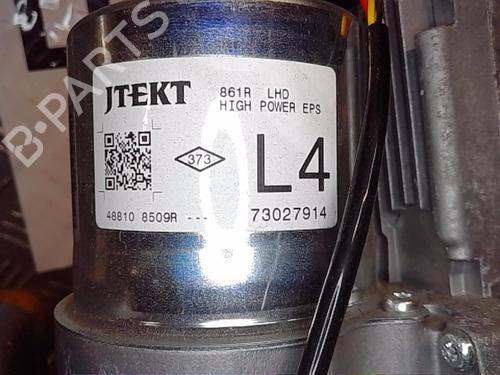 B-PARTS
JTEKT
861R LHD
HIGH POWER EPS
373
L4
48810 8509R ---
73027914